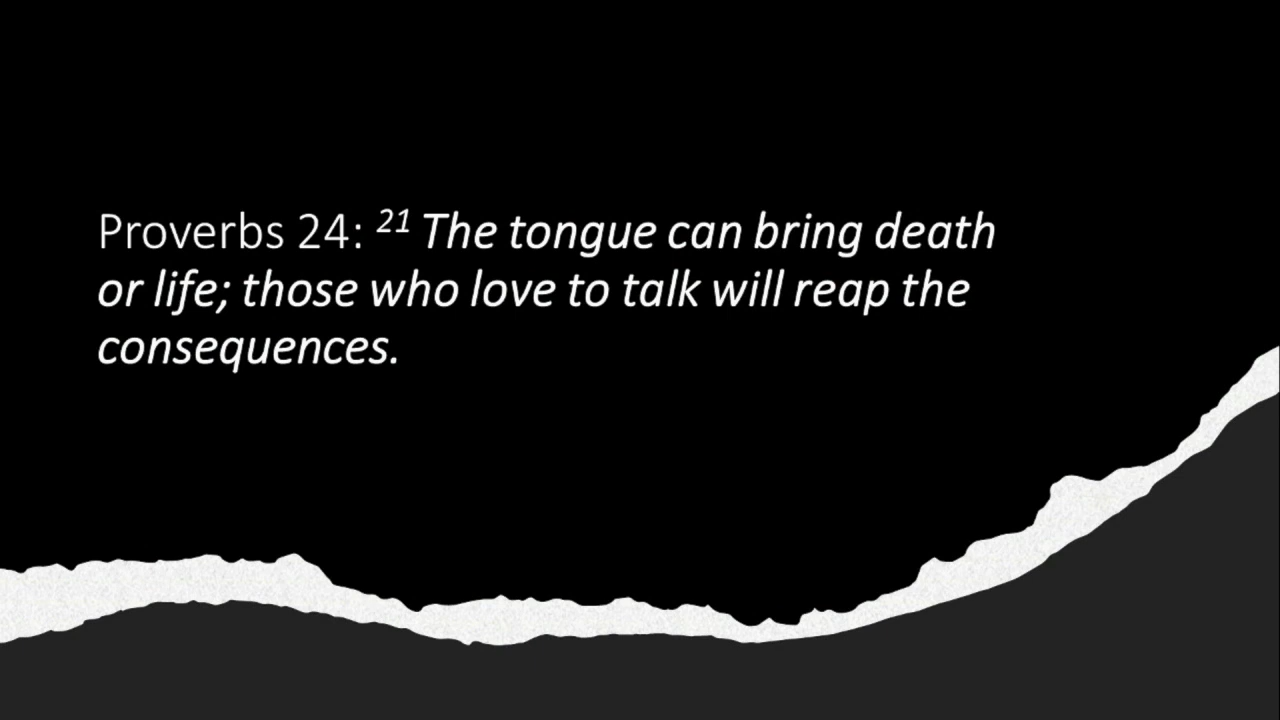 Proverbs 24: 21 The tongue can bring death
or life; those who love to talk will reap the
consequences.